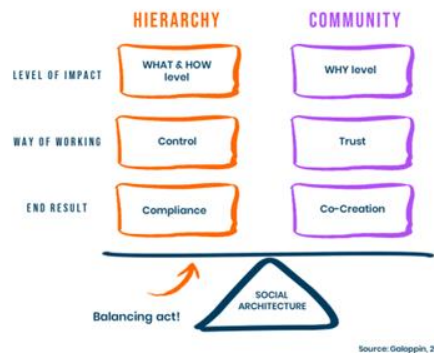 HIERARCHY COMMUNITY
LEVEL OF IMPACT WHAT & HOW level WHY level
WAY OF WORKING Control Trust
END RESULT Compliance Co-Creation
Balancing act!
SOCIAL
ARCHITECTURE
Source: Galoppin, 2